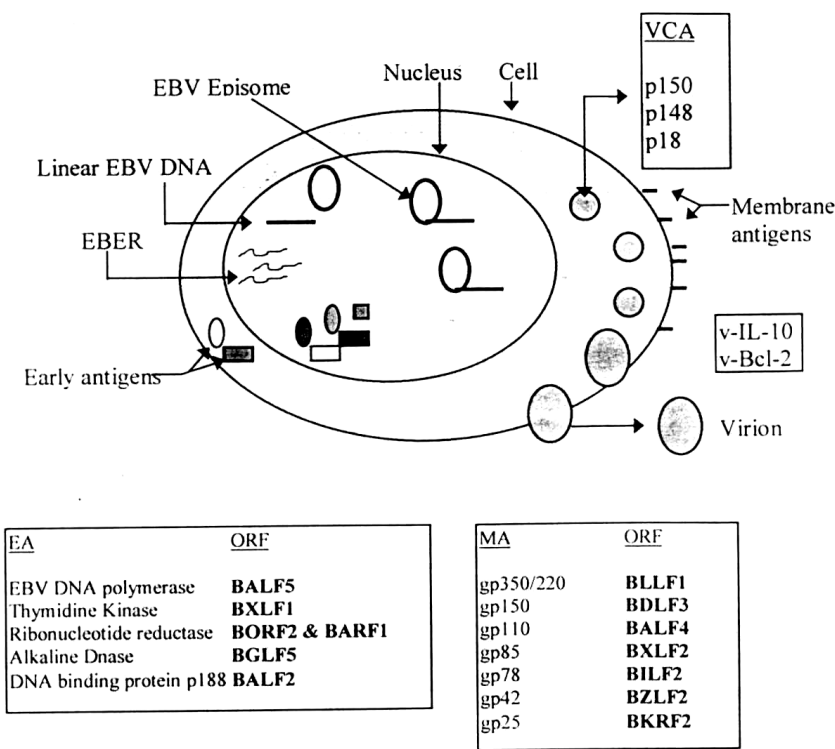 VCA
p150
p148
p18
Nucleus
Cell
EBV Episome
Linear EBV DNA
EBER
Membrane
antigens
v-IL-10
v-Bcl-2
Early antigens
Virion
EA ORF
EBV DNA polymerase BALF5
Thymidine Kinase BXLF1
Ribonucleotide reductase BORF2 & BARF1
Alkaline Dnase BGLF5
DNA binding protein p188 BALF2
MA ORF
gp350/220 BLLF1
gp150 BDLF3
gp110 BALF4
gp85 BXLF2
gp78 BILF2
gp42 BZLF2
gp25 BKRF2